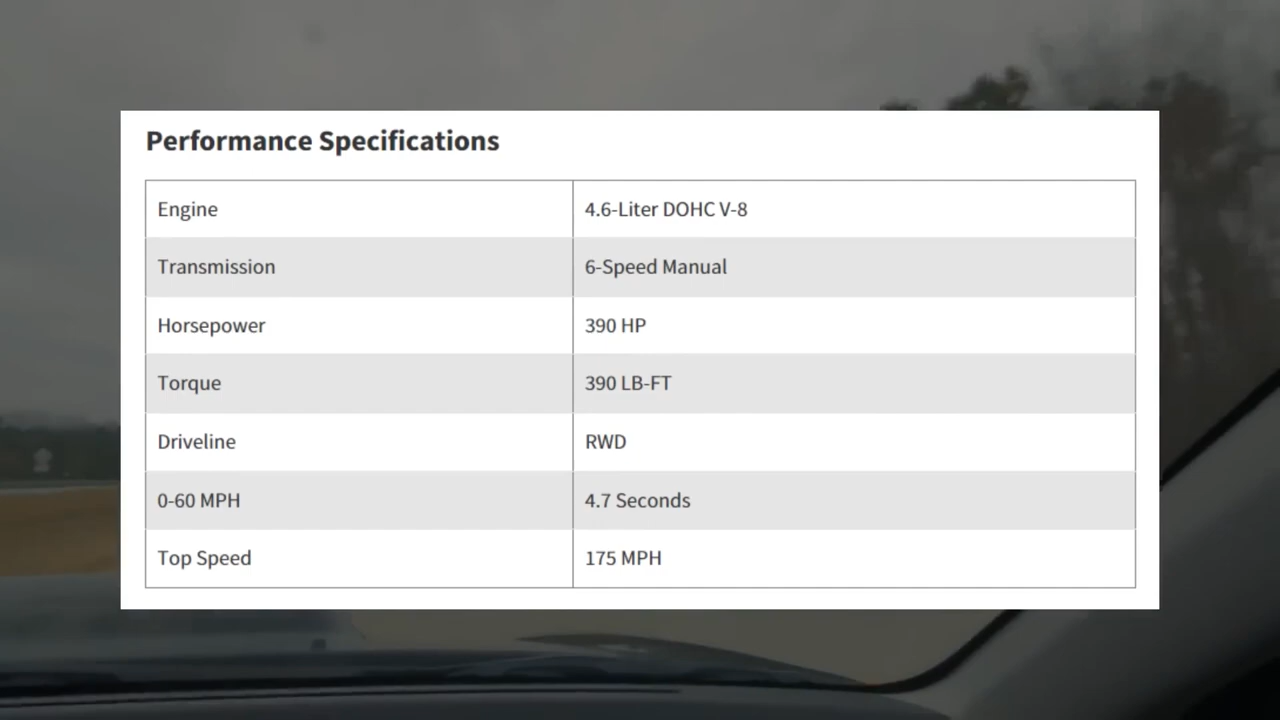 Performance Specifications
Engine 4.6-Liter DOHC V-8
Transmission 6-Speed Manual
Horsepower 390 HP
Torque 390 LB-FT
Driveline RWD
0-60 MPH 4.7 Seconds
Top Speed 175 MPH